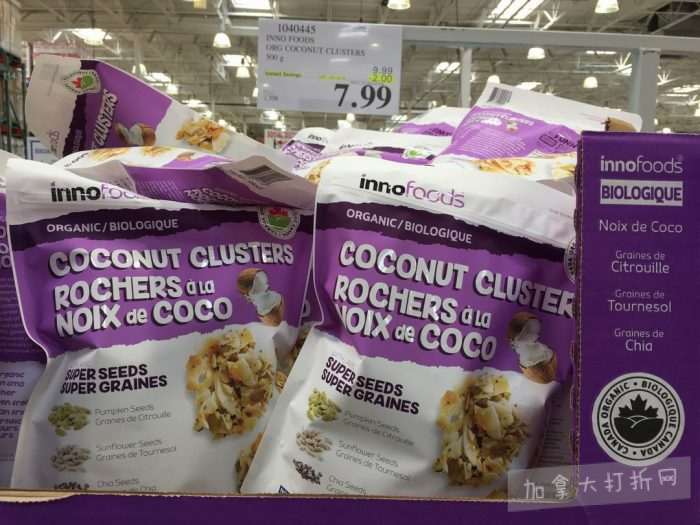 1040445
INNO FOODS
ORG COCONUT CLUSTERS
500 g
9.99
2.00
7.99
CLUSTERS
innofoods
ORGANIC/BIOLOGIQUE
COCONUT CLUSTERS
ROCHERS à la
NOIX de COCO
SUPER SEEDS
SUPER GRAINES
Pumpkin Seeds
Graines de Citrouille
Sunflower Seeds
Graines de Tournesol
Chia Seeds
Graines de Chia
innofoods
ORGANIC/BIOLOGIQUE
COCONUT CLUSTER
ROCHERS à la
NOIX de COCO
SUPER SEEDS
SUPER GRAINES
Pumpkin Seeds
Graines de Citrouille
Sunflower Seeds
Graines de Tournesol
Chia Seeds
innofoods
BIOLOGIQUE
Noix de Coco
Graines de
Citrouille
Graines de
Tournesol
Graines de
Chia
CANADA ORGANIC • BIOLOGIQUE CANADA
加拿大打折网